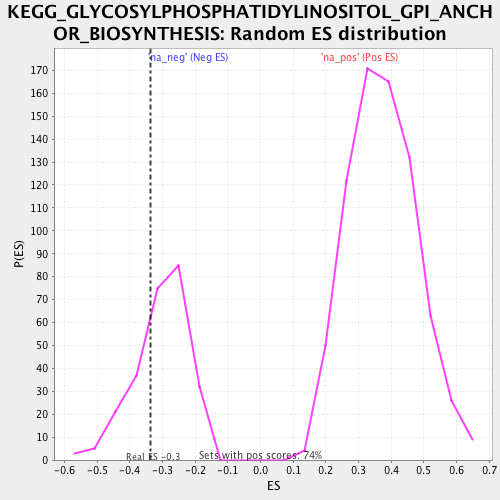 KEGG_GLYCOSYLPHOSPHATIDYLINOSITOL_GPI_ANCH
OR_BIOSYNTHESIS: Random ES distribution
'na_neg' (Neg ES)
'na_pos' (Pos ES)
170
160
150
140
130
120
110
100
90
80
70
60
50
40
30
20
10
0
P(ES)
Real ES -0.3
Sets with pos scores: 74%
-0.6 -0.5 -0.4 -0.3 -0.2 -0.1 0.0 0.1 0.2 0.3 0.4 0.5 0.6 0.7
ES